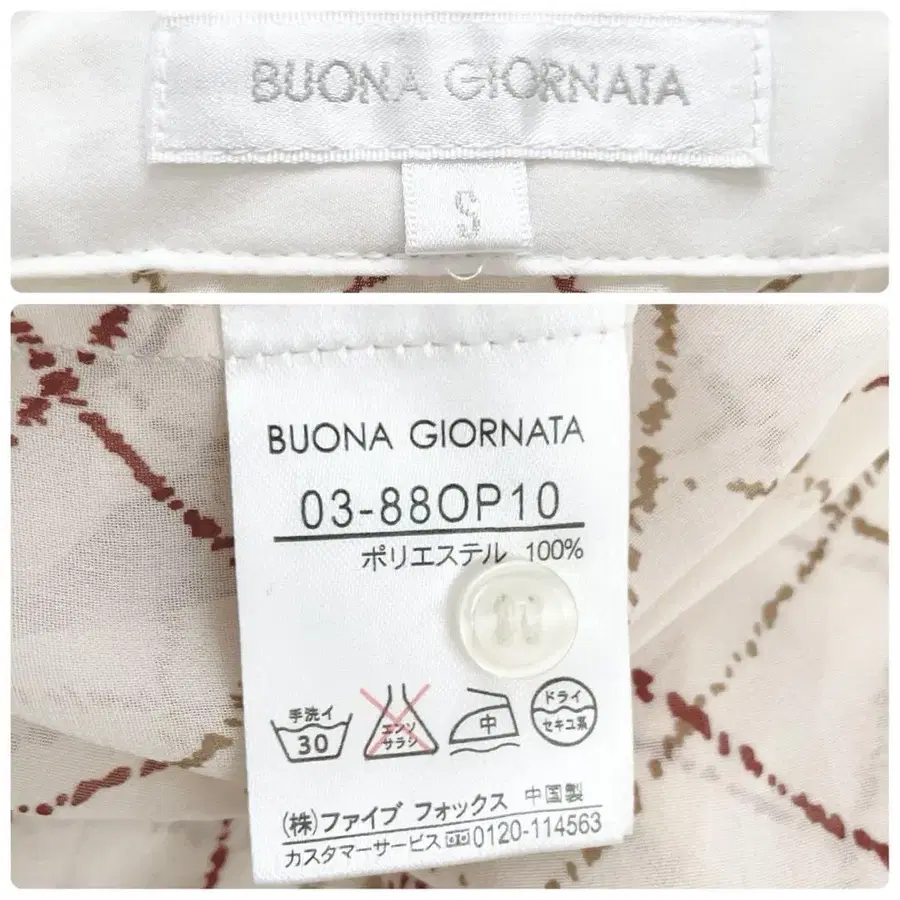 BUONA GIORNATA
S
BUONA GIORNATA
03-88OP10
ポリエステル 100%
手洗イ
30
エンソ
サラシ
中
ドライ
セキユ系
(株)ファイブ フォックス 中国製
カスタマーサービス 0120-114563